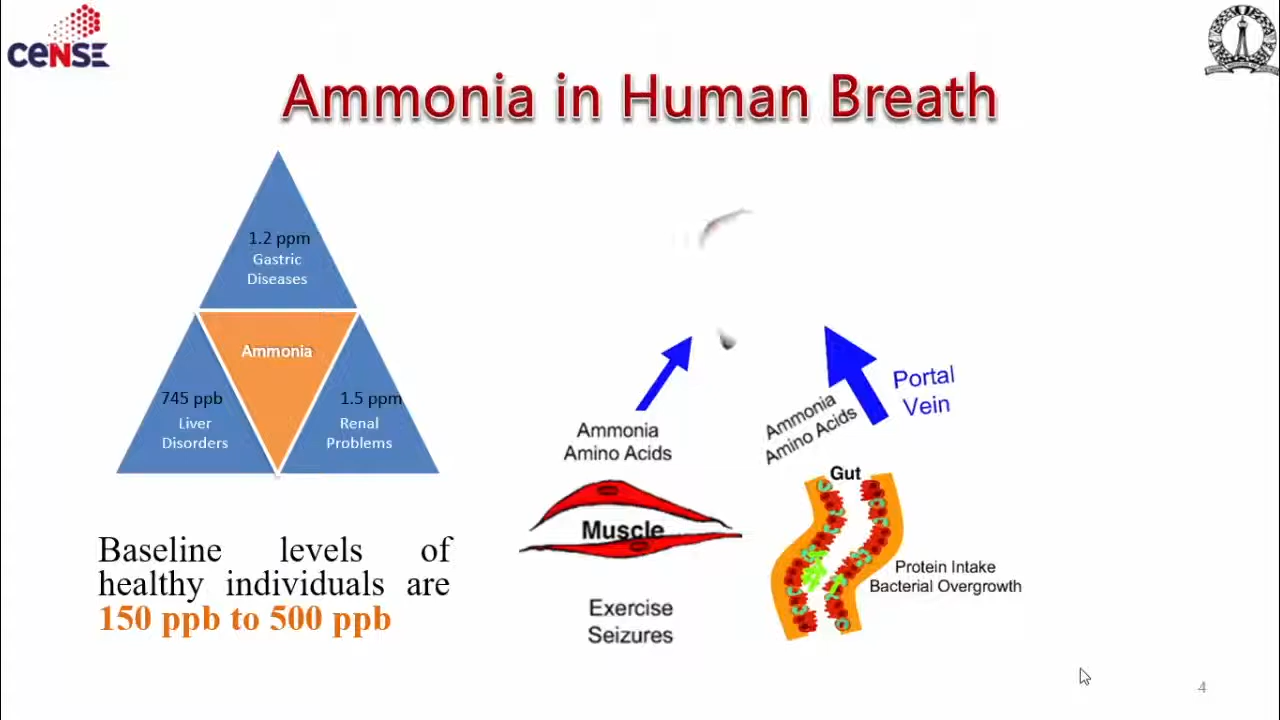 CeNSE
Ammonia in Human Breath
1.2 ppm
Gastric
Diseases
Ammonia
745 ppb
Liver
Disorders
1.5 ppm
Renal
Problems
Baseline levels of
healthy individuals are
150 ppb to 500 ppb
Ammonia
Amino Acids
Muscle
Exercise
Seizures
Portal
Vein
Ammonia
Amino Acids
Gut
Protein Intake
Bacterial Overgrowth
4